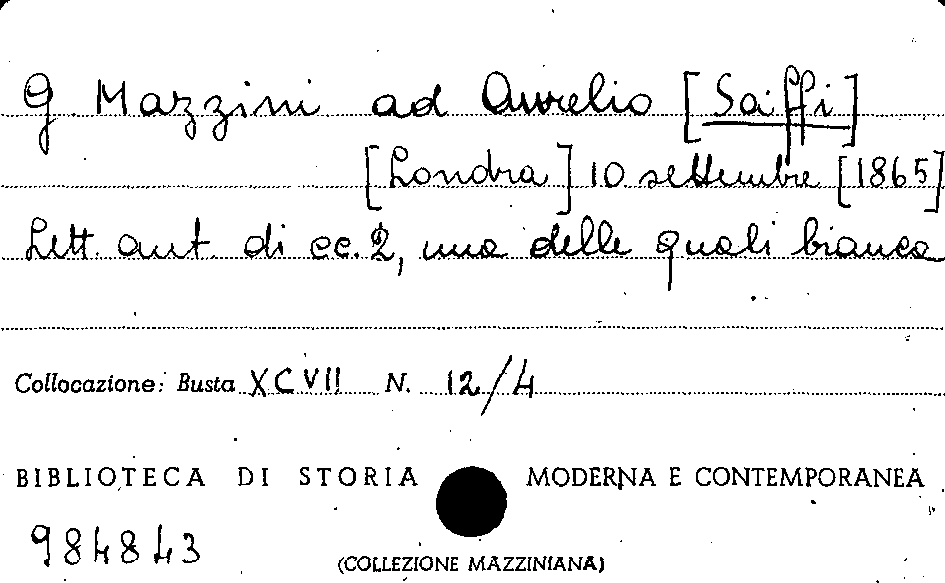 G. Mazzini ad Aurelio [Saffi]
[Londra] 10 settembre [1865]
Lett. aut. di cc. 2, una delle quali bianca
Collocazione: Busta XCVII N. 12/4
BIBLIOTECA DI STORIA MODERNA E CONTEMPORANEA
984843
(COLLEZIONE MAZZINIANA)